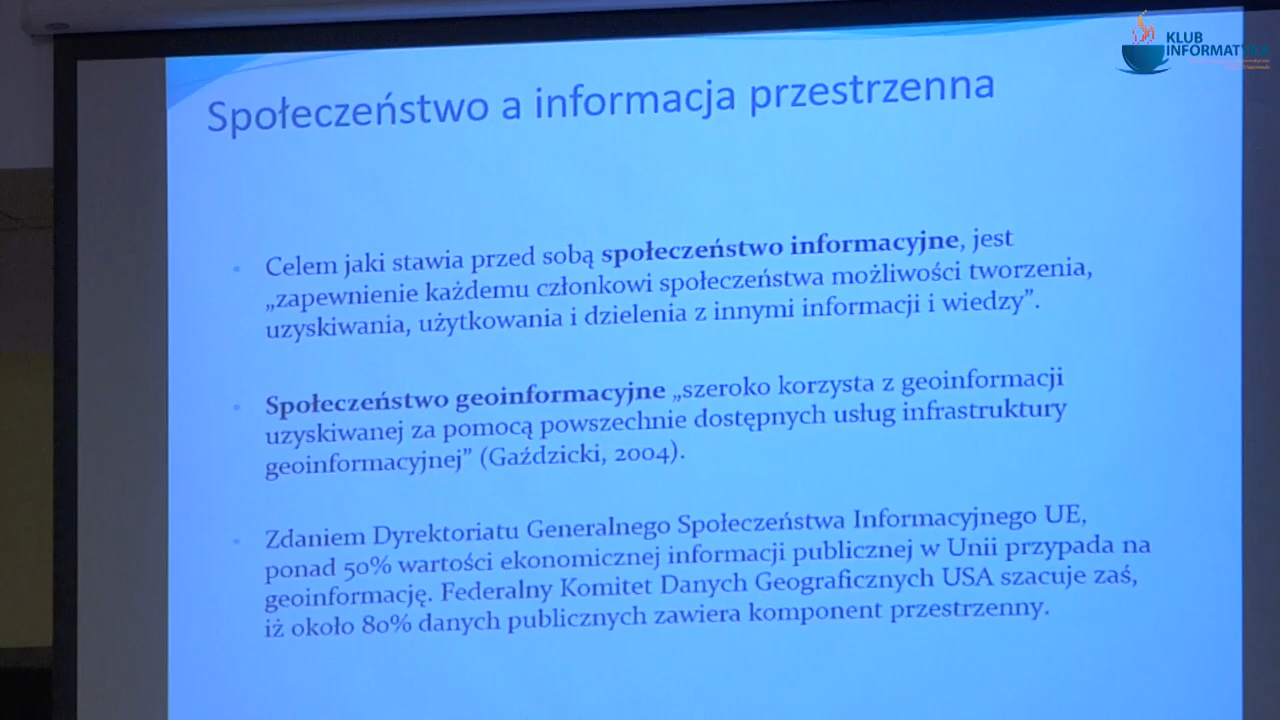 KLUB
INFORMATYKA
Społeczeństwo a informacja przestrzenna
Celem jaki stawia przed sobą społeczeństwo informacyjne, jest
„zapewnienie każdemu członkowi społeczeństwa możliwości tworzenia,
uzyskiwania, użytkowania i dzielenia z innymi informacji i wiedzy”.
Społeczeństwo geoinformacyjne „szeroko korzysta z geoinformacji
uzyskiwanej za pomocą powszechnie dostępnych usług infrastruktury
geoinformacyjnej” (Gaździcki, 2004).
Zdaniem Dyrektoriatu Generalnego Społeczeństwa Informacyjnego UE,
ponad 50% wartości ekonomicznej informacji publicznej w Unii przypada na
geoinformację. Federalny Komitet Danych Geograficznych USA szacuje zaś,
iż około 80% danych publicznych zawiera komponent przestrzenny.